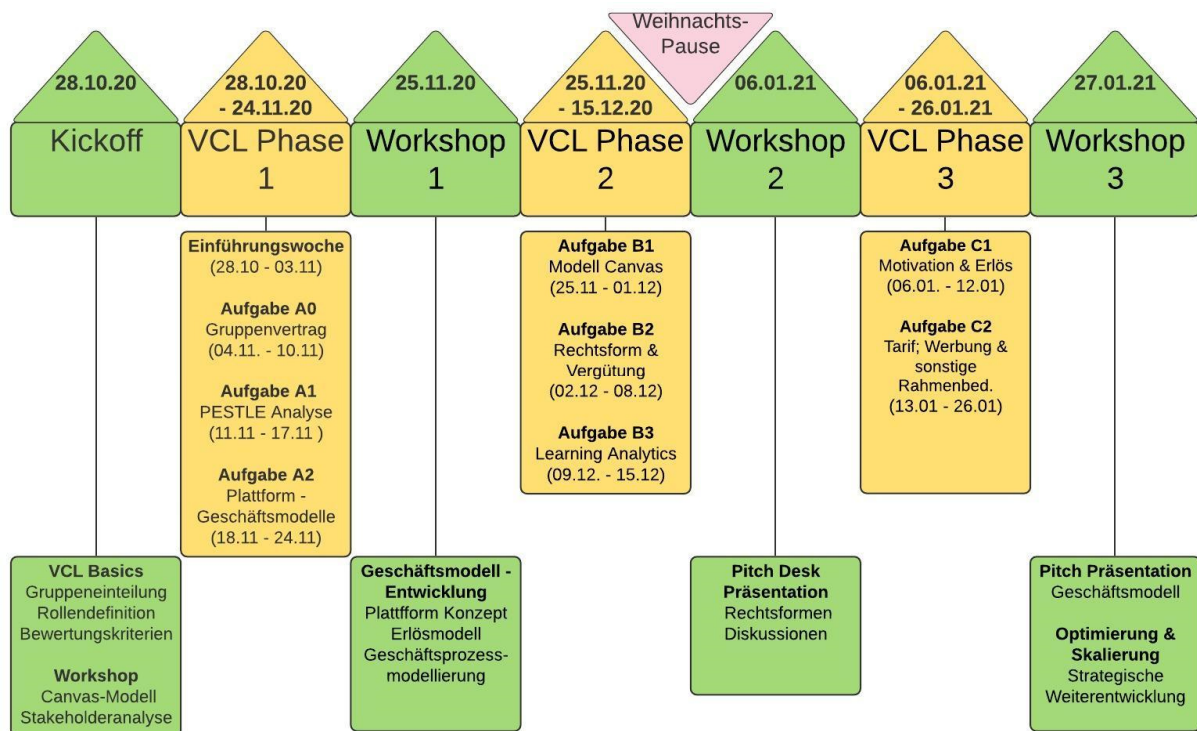 28.10.20
Kickoff
VCL Basics
Gruppeneinteilung
Rollendefinition
Bewertungskriterien
Workshop
Canvas-Modell
Stakeholderanalyse
28.10.20
- 24.11.20
VCL Phase
1
Einführungswoche
(28.10 - 03.11)
Aufgabe A0
Gruppenvertrag
(04.11. - 10.11)
Aufgabe A1
PESTLE Analyse
(11.11 - 17.11 )
Aufgabe A2
Plattform -
Geschäftsmodelle
(18.11 - 24.11)
25.11.20
Workshop
1
Geschäftsmodell -
Entwicklung
Plattfform Konzept
Erlösmodell
Geschäftsprozess-
modellierung
25.11.20
- 15.12.20
VCL Phase
2
Aufgabe B1
Modell Canvas
(25.11 - 01.12)
Aufgabe B2
Rechtsform &
Vergütung
(02.12 - 08.12)
Aufgabe B3
Learning Analytics
(09.12. - 15.12)
Weihnachts-
Pause
06.01.21
Workshop
2
Pitch Desk
Präsentation
Rechtsformen
Diskussionen
06.01.21
- 26.01.21
VCL Phase
3
Aufgabe C1
Motivation & Erlös
(06.01. - 12.01)
Aufgabe C2
Tarif; Werbung &
sonstige
Rahmenbed.
(13.01 - 26.01)
27.01.21
Workshop
3
Pitch Präsentation
Geschäftsmodell
Optimierung &
Skalierung
Strategische
Weiterentwicklung